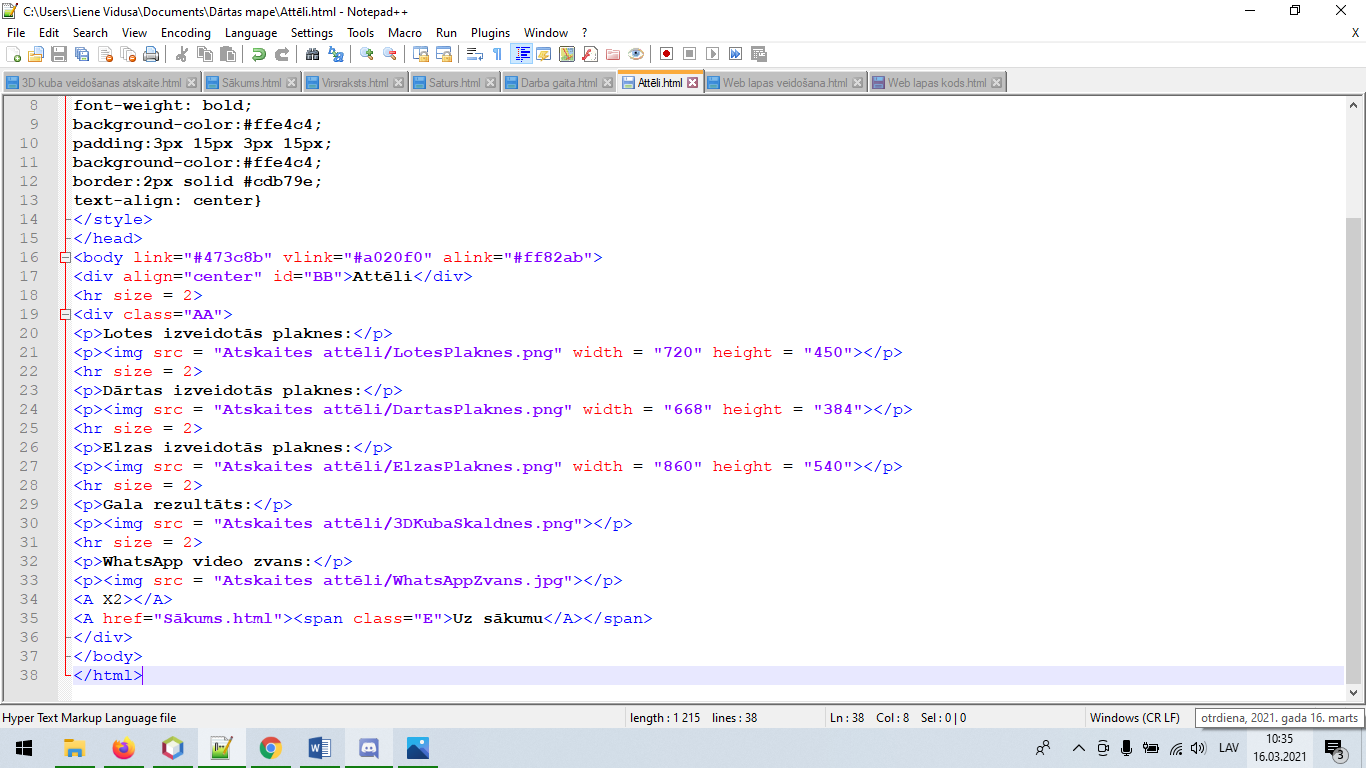 C:\Users\Liene Vidusa\Documents\Dārtas mape\Attēli.html - Notepad++
File Edit Search View Encoding Language Settings Tools Macro Run Plugins Window ? X
3D kuba veidošanas atskaite.html Sākums.html Virsraksts.html Saturs.html Darba gaita.html Attēli.html Web lapas veidošana.html Web lapas kods.html
8 font-weight: bold;
9 background-color:#ffe4c4;
10 padding:3px 15px 3px 15px;
11 background-color:#ffe4c4;
12 border:2px solid #cdb79e;
13 text-align: center}
14 </style>
15 </head>
16 <body link="#473c8b" vlink="#a020f0" alink="#ff82ab">
17 <div align="center" id="BB">Attēli</div>
18 <hr size = 2>
19 <div class="AA">
20 <p>Lotes izveidotās plaknes:</p>
21 <p><img src = "Atskaites attēli/LotesPlaknes.png" width = "720" height = "450"></p>
22 <hr size = 2>
23 <p>Dārtas izveidotās plaknes:</p>
24 <p><img src = "Atskaites attēli/DartasPlaknes.png" width = "668" height = "384"></p>
25 <hr size = 2>
26 <p>Elzas izveidotās plaknes:</p>
27 <p><img src = "Atskaites attēli/ElzasPlaknes.png" width = "860" height = "540"></p>
28 <hr size = 2>
29 <p>Gala rezultāts:</p>
30 <p><img src = "Atskaites attēli/3DKubaSkaldnes.png"></p>
31 <hr size = 2>
32 <p>WhatsApp video zvans:</p>
33 <p><img src = "Atskaites attēli/WhatsAppZvans.jpg"></p>
34 <A X2></A>
35 <A href="Sākums.html"><span class="E">Uz sākumu</A></span>
36 </div>
37 </body>
38 </html>
Hyper Text Markup Language file length : 1 215 lines : 38 Ln : 38 Col : 8 Sel : 0 | 0 Windows (CR LF) otrdiena, 2021. gada 16. marts
LAV 10:35
16.03.2021 3